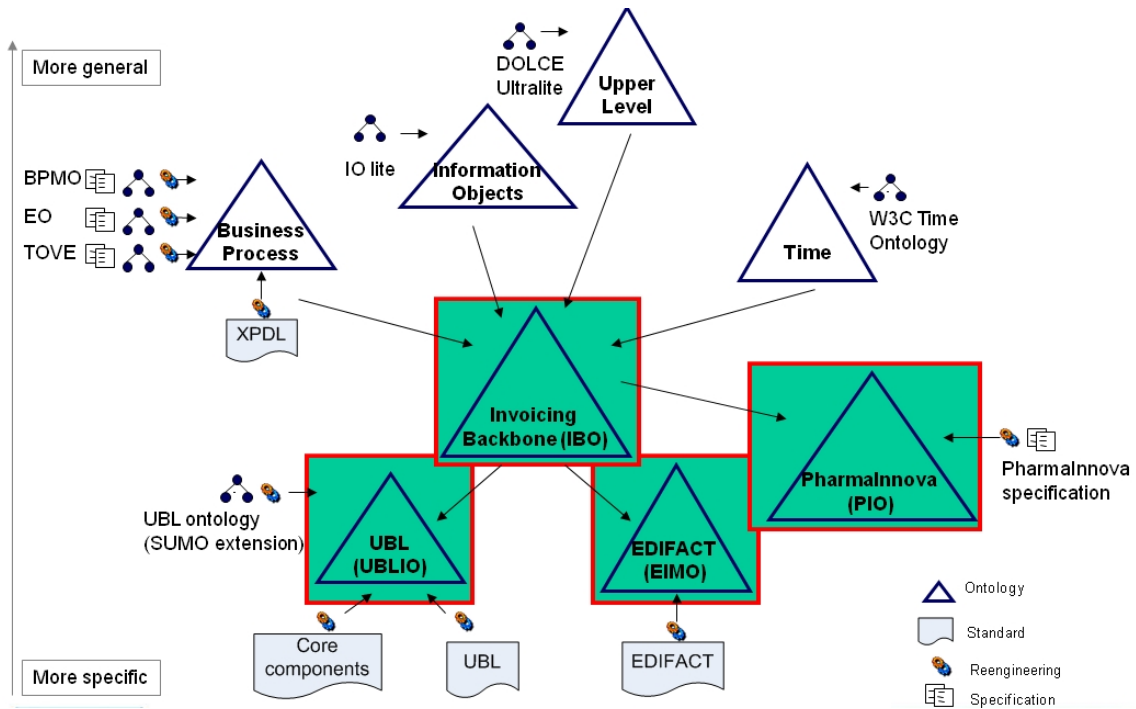 More general
DOLCE
Ultralite
Upper
Level
IO lite
Information
Objects
BPMO
EO
TOVE
Business
Process
W3C Time
Ontology
Time
XPDL
Invoicing
Backbone (IBO)
PharmaInnova
(PIO)
PharmaInnova
specification
UBL ontology
(SUMO extension)
UBL
(UBLIO)
EDIFACT
(EIMO)
Core
components
UBL
EDIFACT
More specific
Ontology
Standard
Reengineering
Specification